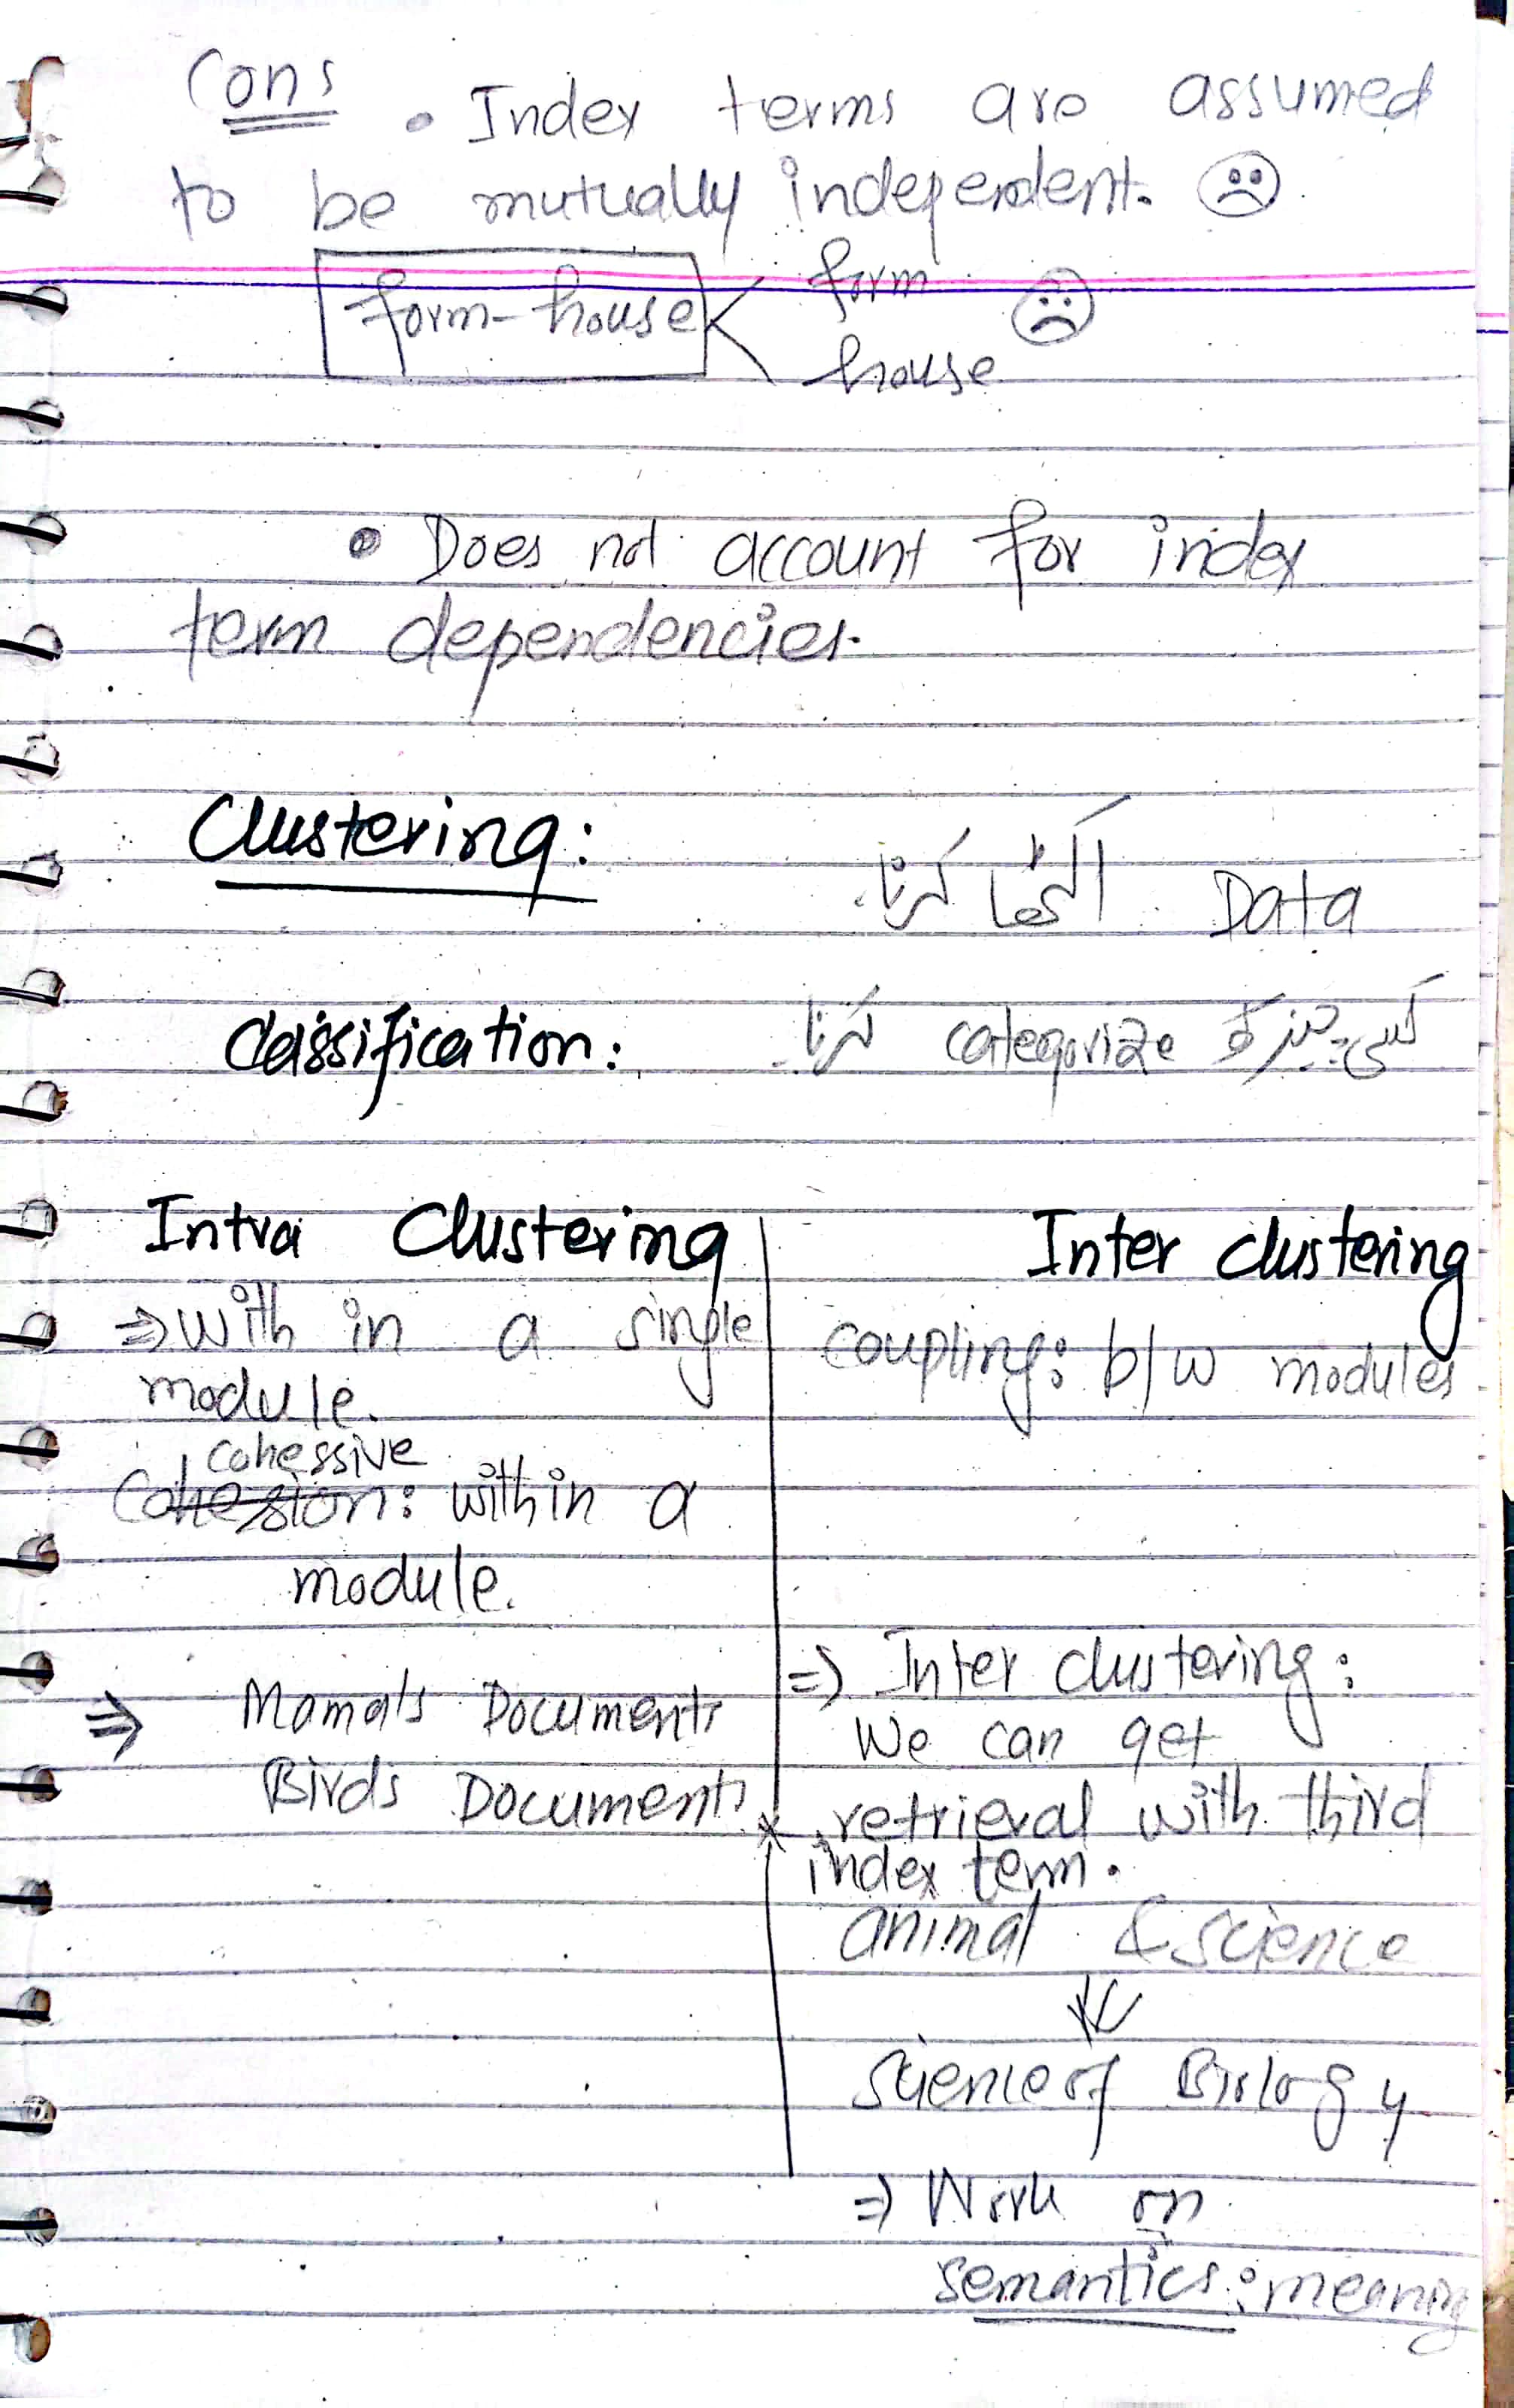 Cons • Index terms are assumed
to be mutually independent. ☹
form-house < form ☹
house
• Does not account for index
term dependencies.
Clustering: Data اکٹھا کرنا۔
Classification: کسی چیز کو categorize کرنا۔
Intra Clustering
⇒ With in a single
module.
cohessive
Cohesion: within a
module.
⇒ Mamals Documents
Birds Documents
Inter clustering
coupling: b/w modules
⇒ Inter clustering:
We can get
retrieval with third
index term.
animal & science
Science of Biology
⇒ Work on
semantics: meaning